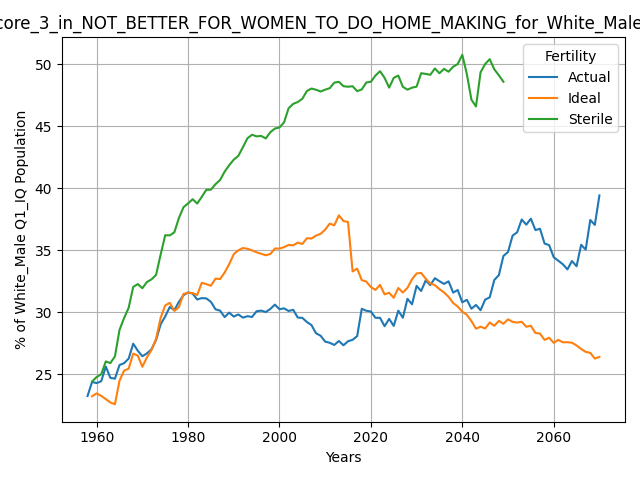 core_3_in_NOT_BETTER_FOR_WOMEN_TO_DO_HOME_MAKING_for_White_Male
% of White_Male Q1_IQ Population
50
45
40
35
30
25
Fertility
Actual
Ideal
Sterile
1960 1980 2000 2020 2040 2060
Years